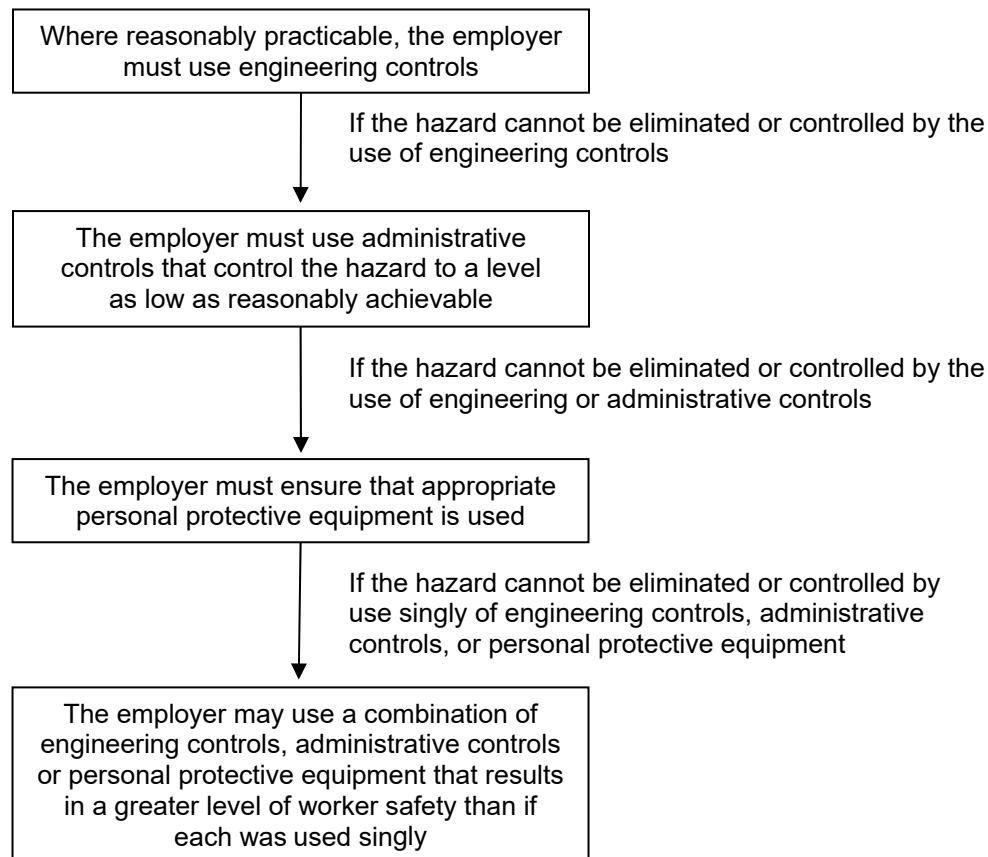 Where reasonably practicable, the employer
must use engineering controls
If the hazard cannot be eliminated or controlled by the
use of engineering controls
The employer must use administrative
controls that control the hazard to a level
as low as reasonably achievable
If the hazard cannot be eliminated or controlled by the
use of engineering or administrative controls
The employer must ensure that appropriate
personal protective equipment is used
If the hazard cannot be eliminated or controlled by
use singly of engineering controls, administrative
controls, or personal protective equipment
The employer may use a combination of
engineering controls, administrative controls
or personal protective equipment that results
in a greater level of worker safety than if
each was used singly